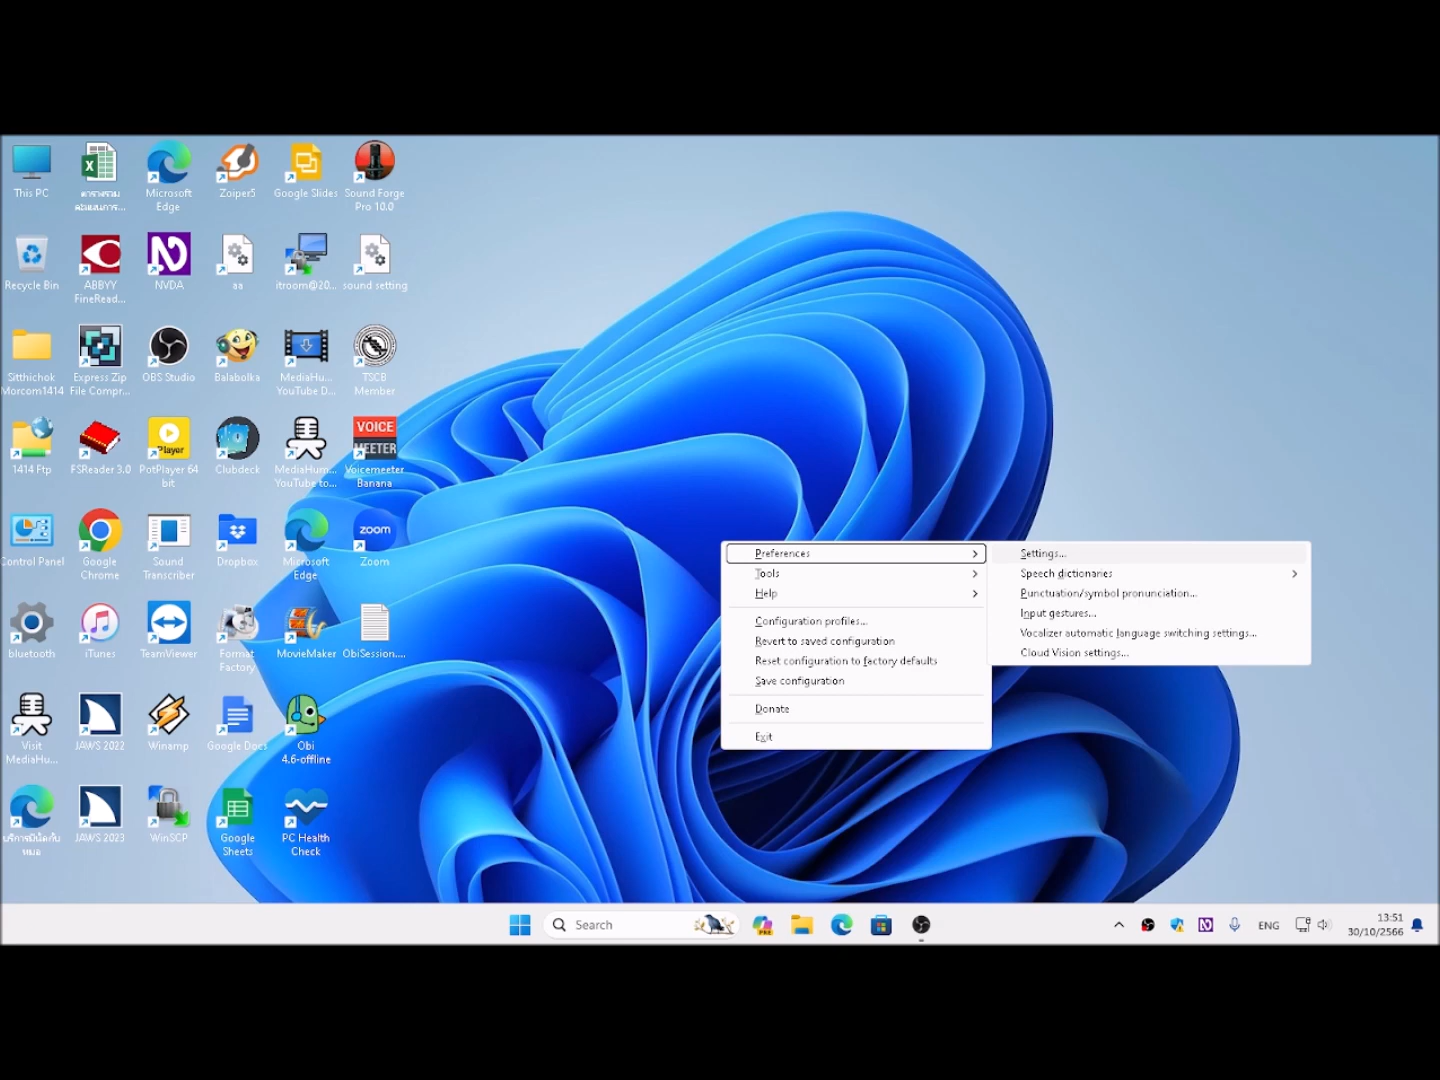 This PC
Microsoft
Edge
Zoiper5
Google Slides
Sound Forge
Pro 10.0
Recycle Bin
ABBYY
FineRead...
NVDA
aa
itroom@20...
sound setting
Sitthichok
Morcom1414
Express Zip
File Compr...
OBS Studio
Balabolka
MediaHu...
YouTube D...
TSCB
Member
1414 Ftp
FSReader 3.0
Player
PotPlayer 64
bit
Clubdeck
MediaHum...
YouTube to...
VOICE
MEETER
Voicemeeter
Banana
Control Panel
Google
Chrome
Sound
Transcriber
Dropbox
Microsoft
Edge
zoom
Zoom
bluetooth
iTunes
TeamViewer
Format
Factory
MovieMaker
ObiSession....
Visit
MediaHu...
JAWS 2022
Winamp
Google Docs
Obi
4.6-offline
JAWS 2023
WinSCP
Google
Sheets
PC Health
Check
Preferences
Tools
Help
Configuration profiles...
Revert to saved configuration
Reset configuration to factory defaults
Save configuration
Donate
Exit
Settings...
Speech dictionaries
Punctuation/symbol pronunciation...
Input gestures...
Vocalizer automatic language switching settings...
Cloud Vision settings...
Search
PRE
ENG
13:51
30/10/2566